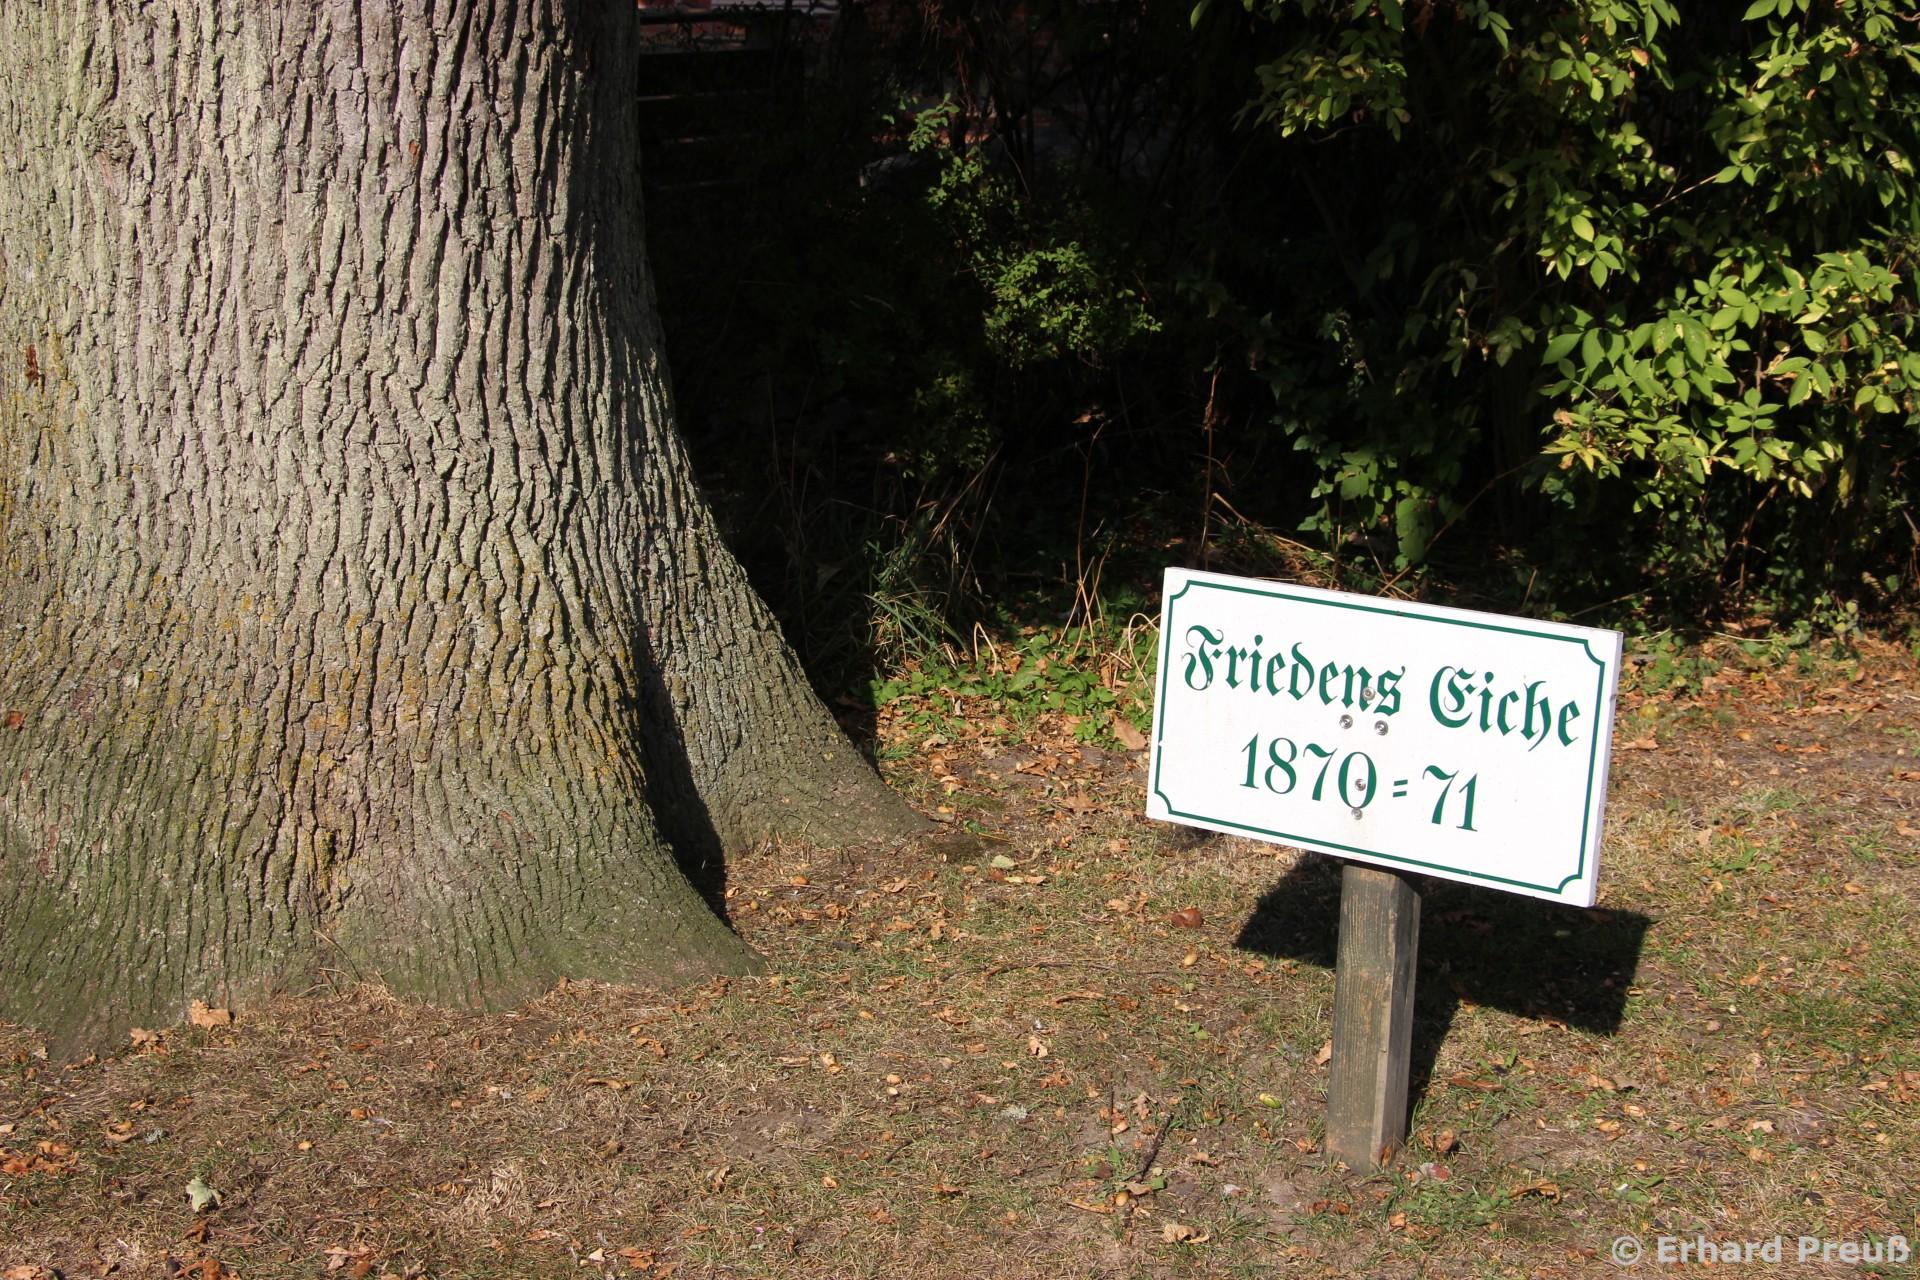 Friedens Eiche
1870=71
© Erhard Preuß